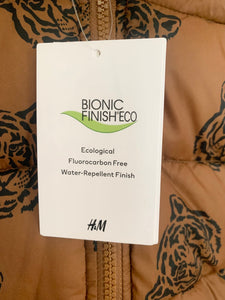 BIONIC
FINISH®ECO
Ecological
Fluorocarbon Free
Water-Repellent Finish
H&M